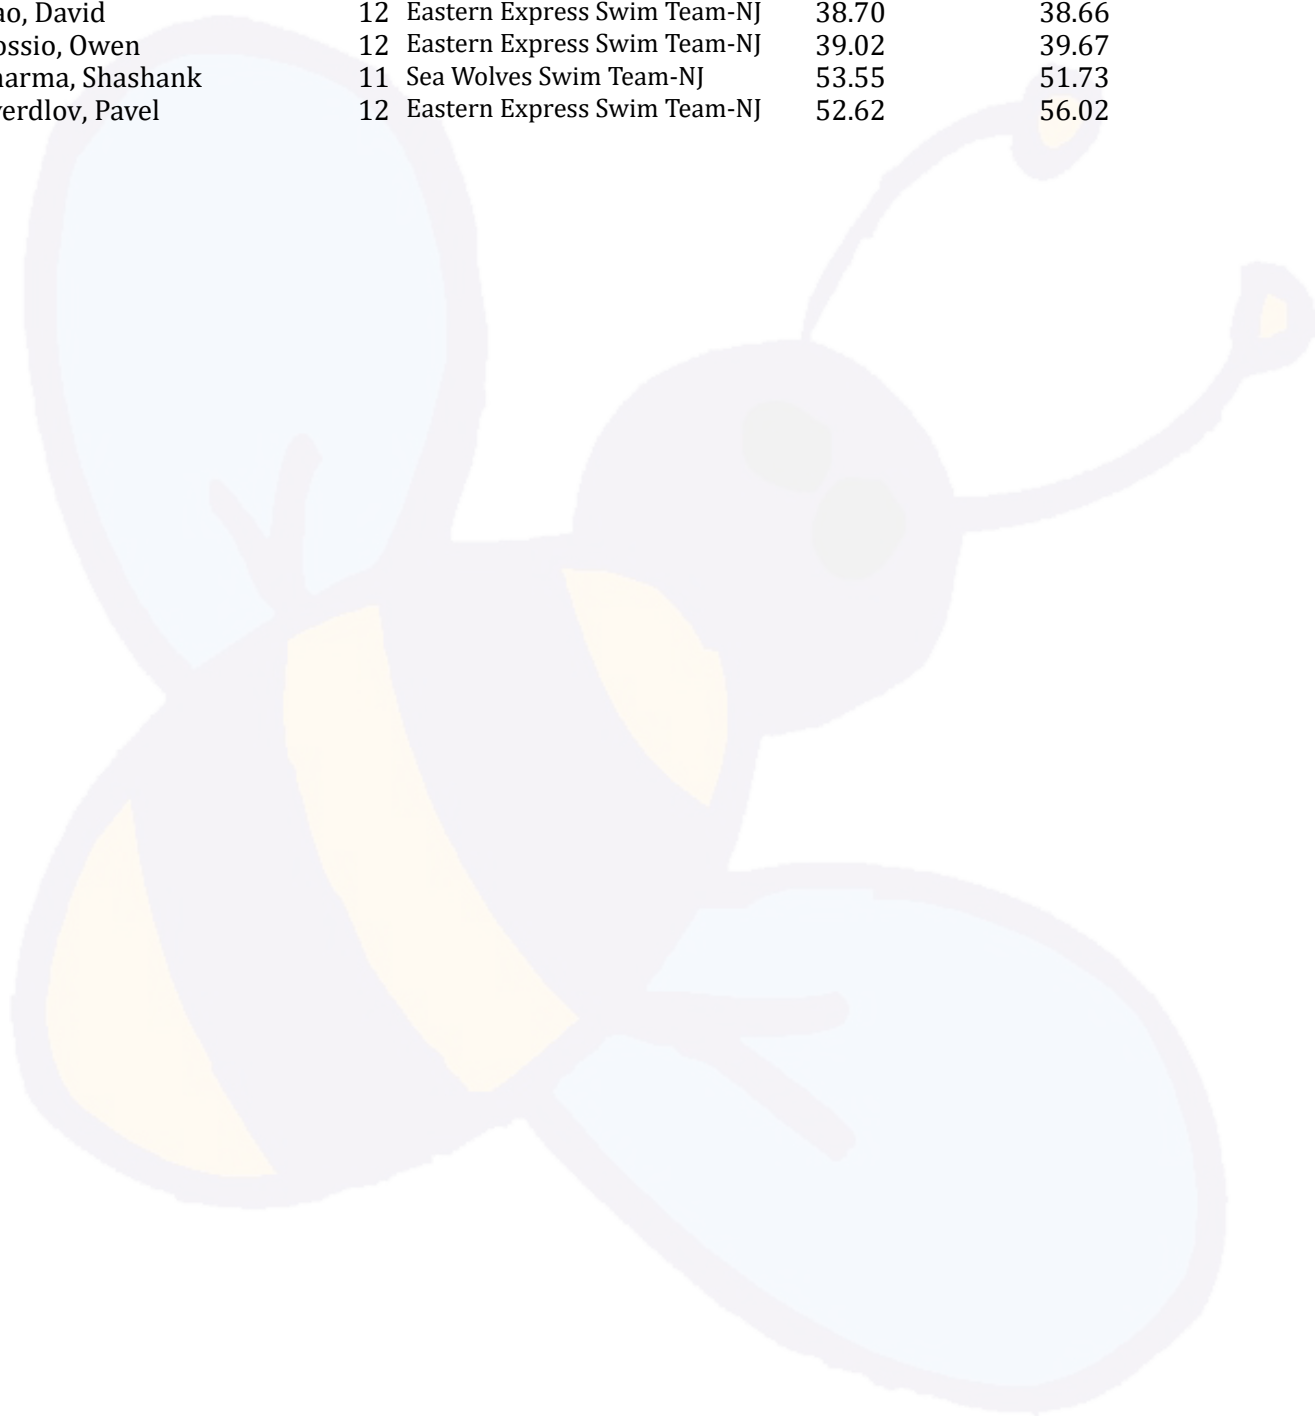 ao, David 12 Eastern Express Swim Team-NJ 38.70 38.66
ossio, Owen 12 Eastern Express Swim Team-NJ 39.02 39.67
harma, Shashank 11 Sea Wolves Swim Team-NJ 53.55 51.73
verdlov, Pavel 12 Eastern Express Swim Team-NJ 52.62 56.02